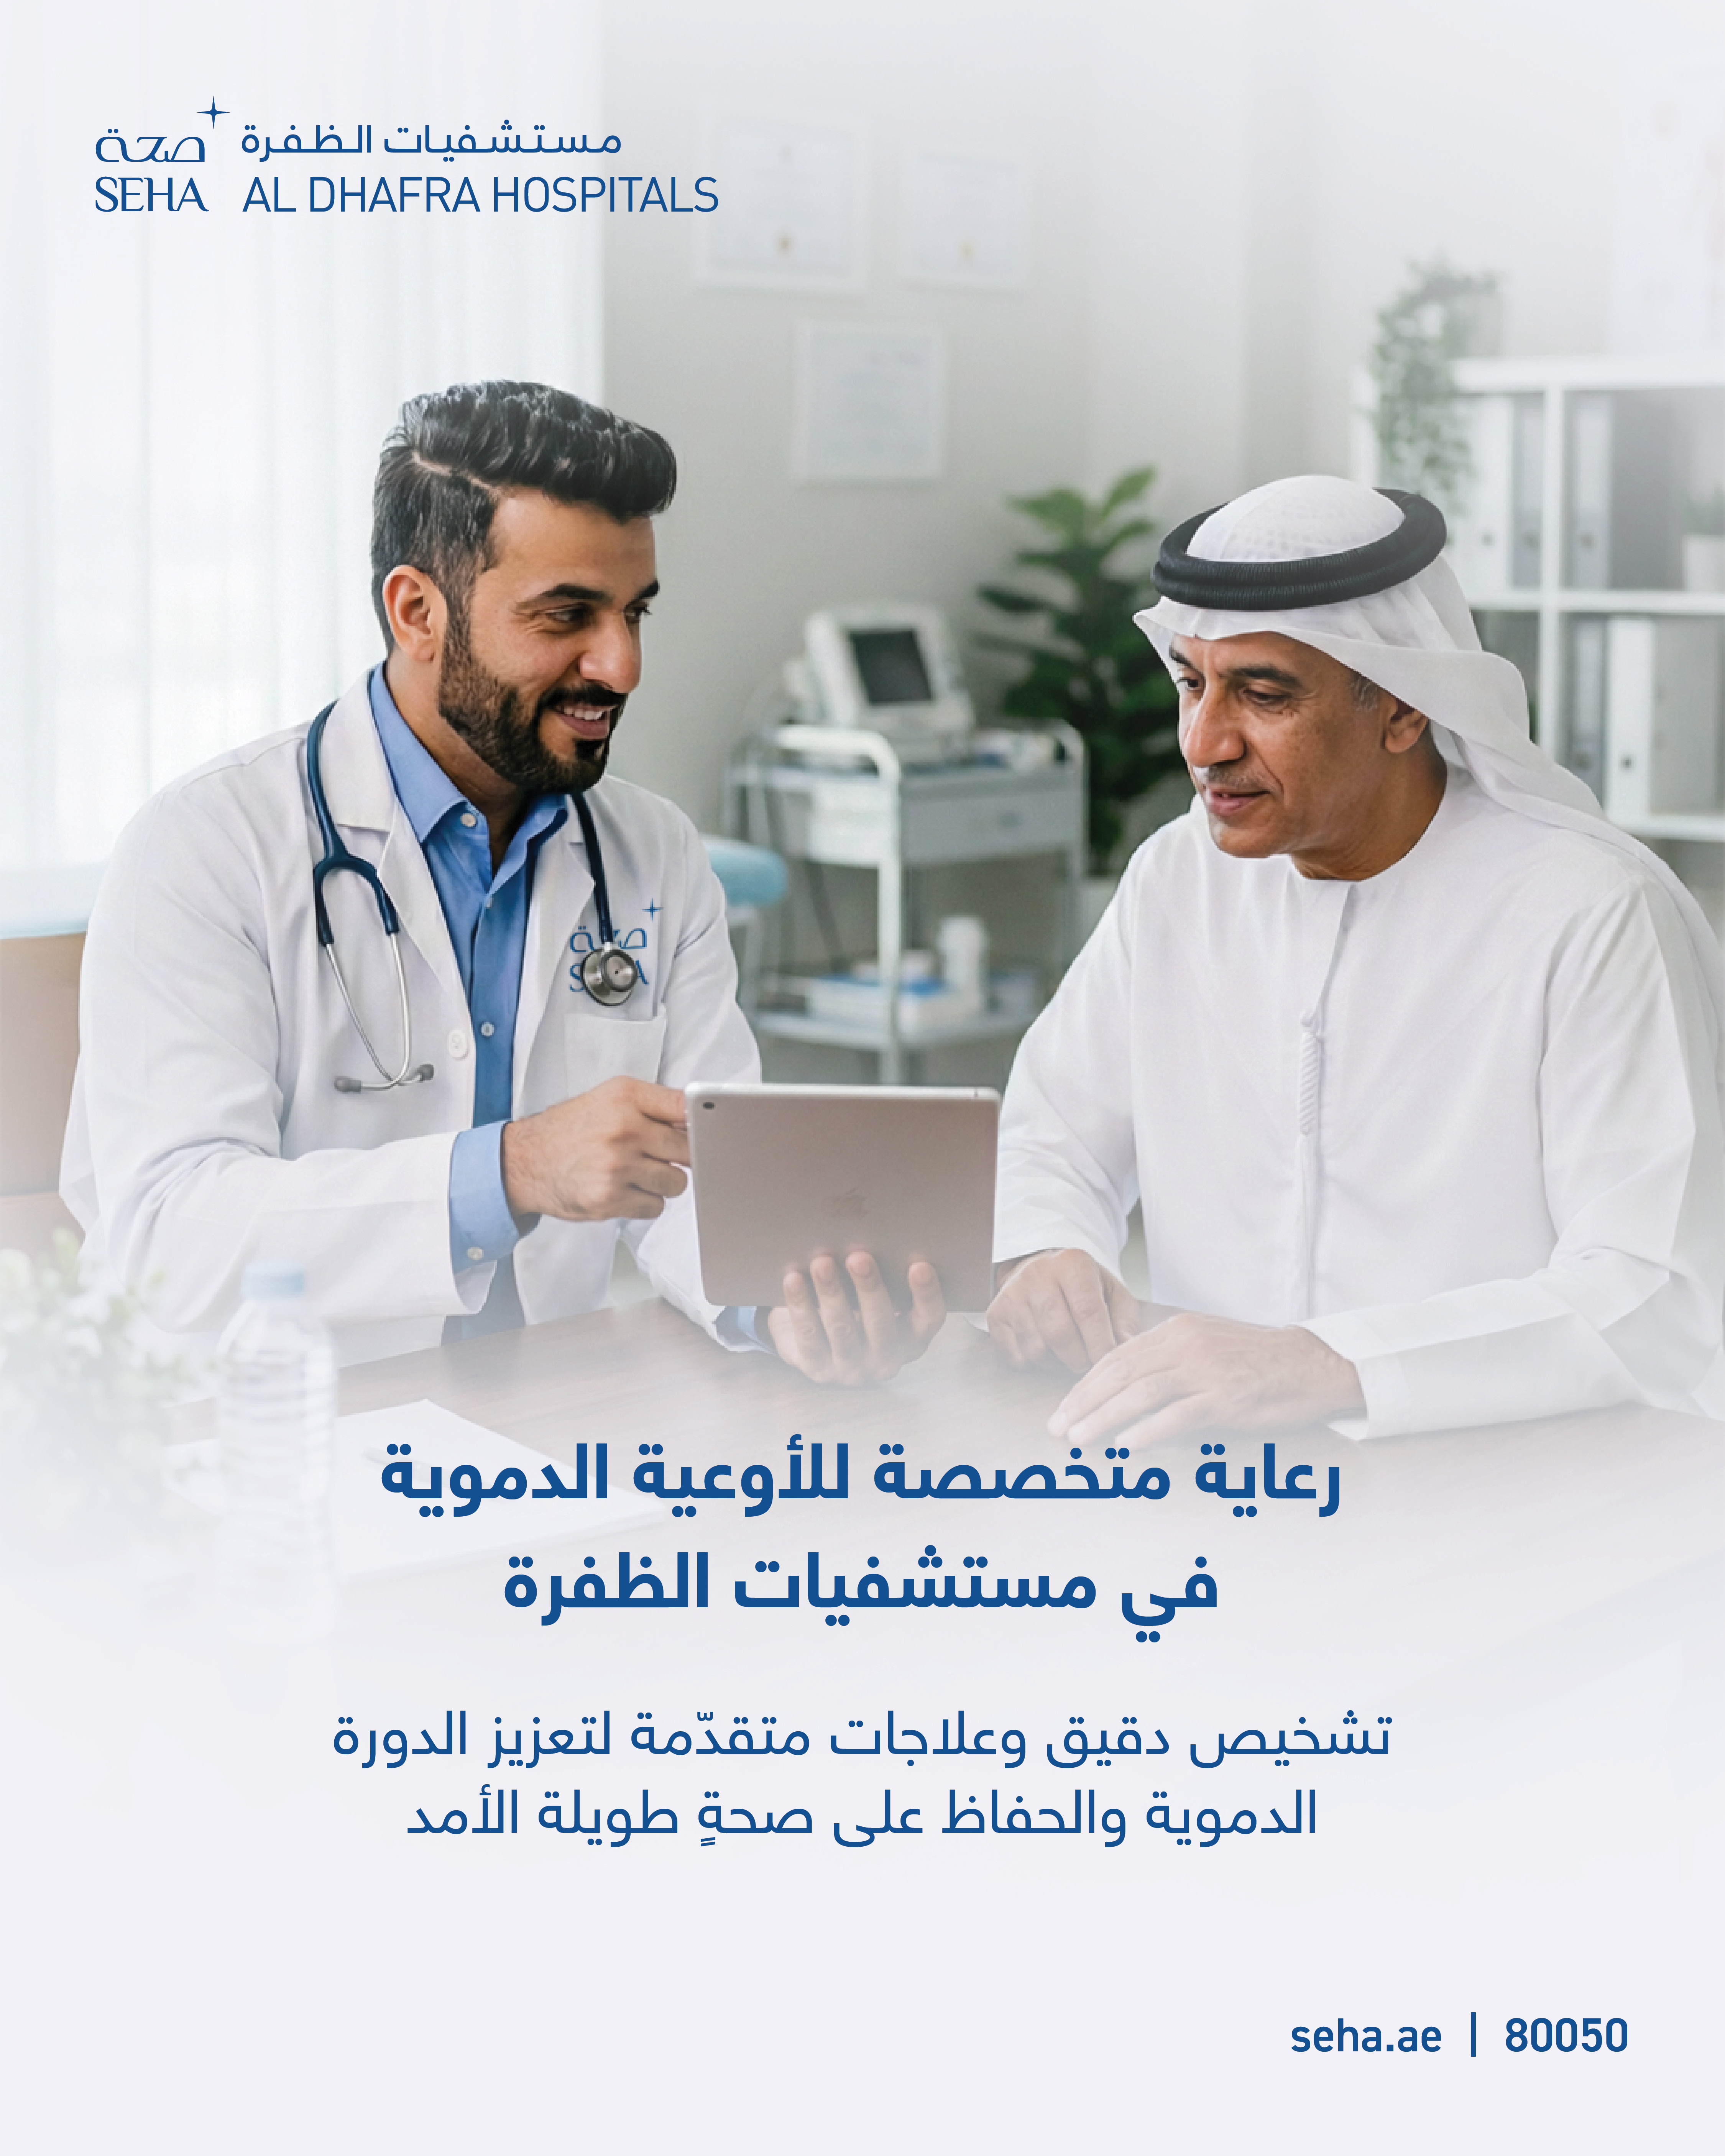 صحة مستشفيات الظفرة
SEHA AL DHAFRA HOSPITALS
صحة
رعاية متخصصة للأوعية الدموية
في مستشفيات الظفرة
تشخيص دقيق وعلاجات متقدّمة لتعزيز الدورة
الدموية والحفاظ على صحةٍ طويلة الأمد
seha.ae | 80050